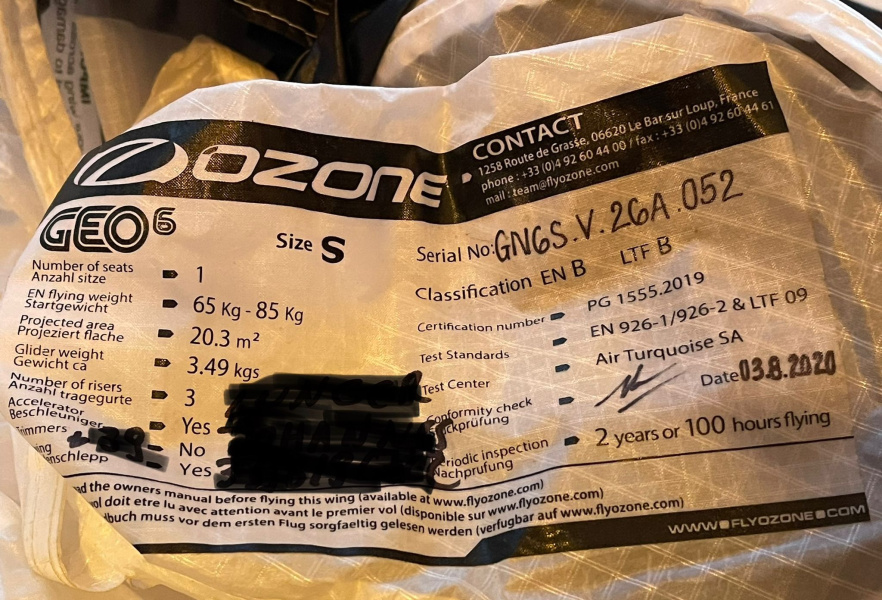 OZONE
CONTACT
1258 Route de Grasse, 06620 Le Bar sur Loup, France
phone : +33 (0)4 92 60 44 00 / fax : +33 (0)4 92 60 44 61
mail : team@flyozone.com
GEO6
Size S
Number of seats
Anzahl sitze
1
EN flying weight
Startgewicht
65 Kg - 85 Kg
Projected area
Projeziert flache
20.3 m²
Glider weight
Gewicht ca
3.49 kgs
Number of risers
Anzahl tragegurte
3
Accelerator
Beschleuniger
Yes
mmers
No
Yes
nschlepp
Serial No: GN6S.V.26A.052
Classification EN B LTF B
Certification number PG 1555.2019
Test Standards EN 926-1/926-2 & LTF 09
Test Center Air Turquoise SA
Conformity check
ckprüfung
Date 03.8.2020
eriodic inspection
Nachprufung
2 years or 100 hours flying
ad the owners manual before flying this wing (available at www.flyozone.com)
ol doit etre lu avec attention avant le premier vol (disponible sur www.flyozone.com)
buch muss vor dem ersten Flug sorgfaeltig gelesen werden (verfugbar auf www.flyozone.com)
WWW.FLYOZONE.COM